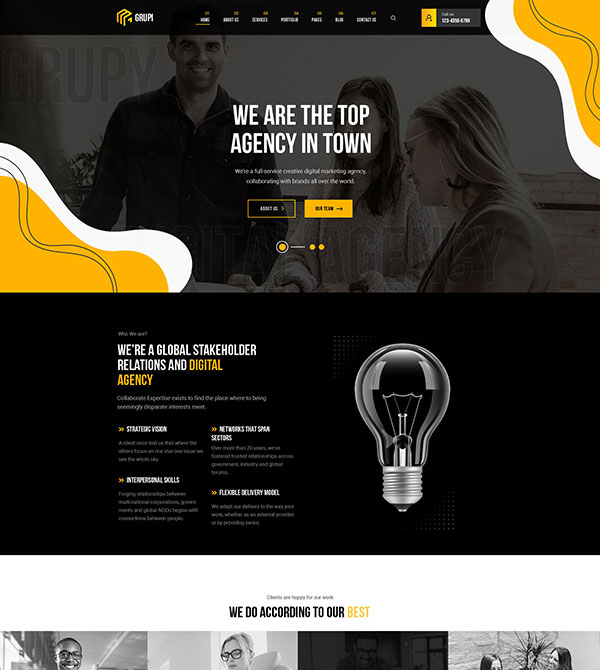 GRUPI
01 02 03 04 05 06 07
HOME ABOUT US SERVICES PORTFOLIO PAGES BLOG CONTACT US
Call us:
123-4356-6789
GRUPY
WE ARE THE TOP
AGENCY IN TOWN
We're a full-service creative digital marketing agency,
collaborating with brands all over the world.
ABOUT US
OUR TEAM
DIGITAL AGENCY
Who We are?
WE'RE A GLOBAL STAKEHOLDER
RELATIONS AND DIGITAL
AGENCY
Collaborate Expertise exists to find the place where to being
seemingly disparate interests meet.
STRATEGIC VISION
A client once told us that where the
others focus on one star, one issue we
see the whole sky.
NETWORKS THAT SPAN
SECTORS
Over more than 20 years, we've
fostered trusted relationships across
government, industry and global
forums.
INTERPERSONAL SKILLS
Forging relationships between
multi-national corporations, govern
ments and global NGOs begins with
connections between people.
FLEXIBLE DELIVERY MODEL
We adapt our delivery to the way your
work, whether as an external provider
or by providing senior.
Clients are happy for our work
WE DO ACCORDING TO OUR BEST